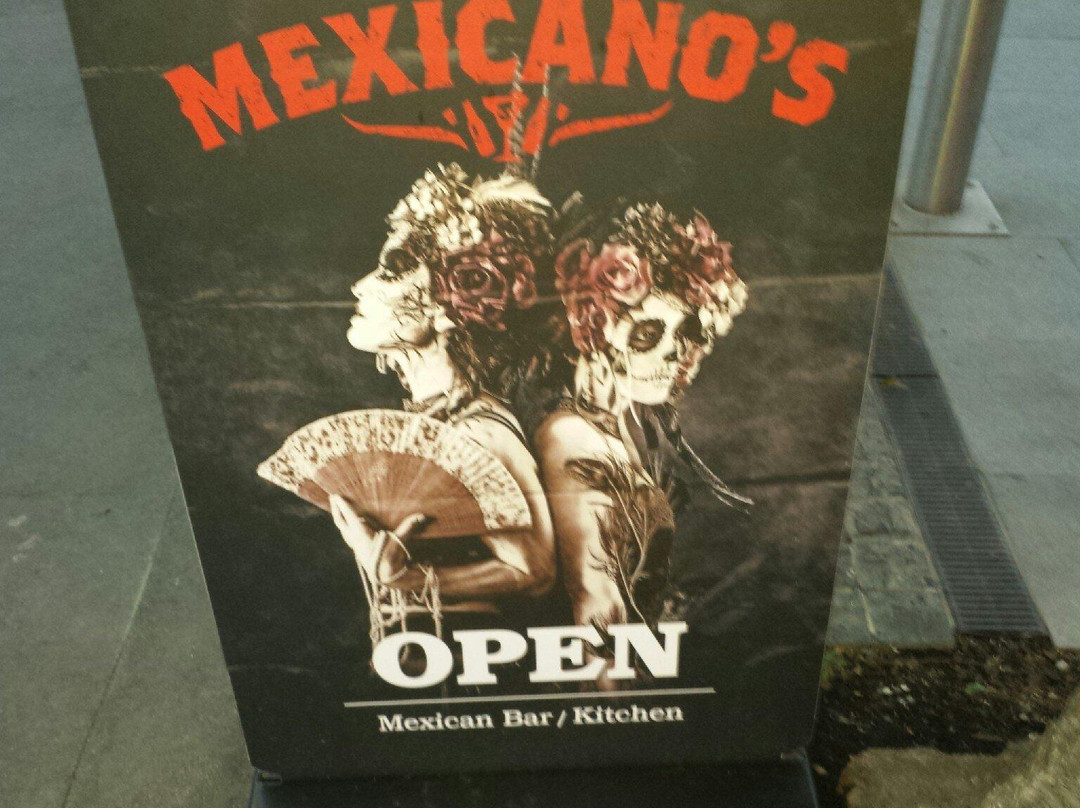 MEXICANO'S
OPEN
Mexican Bar / Kitchen